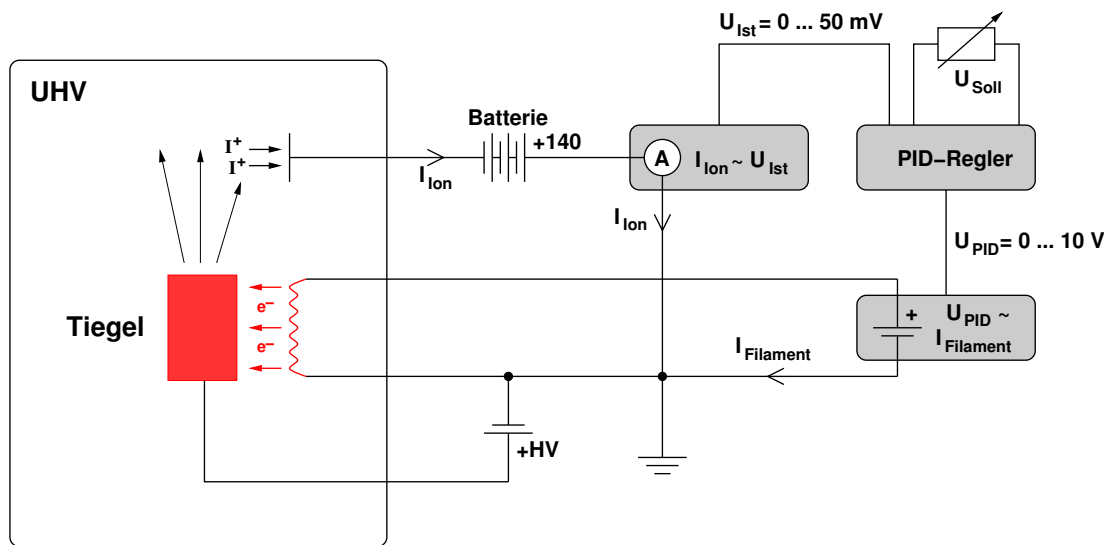 U_Ist = 0 ... 50 mV
U_Soll
UHV
Batterie
+140
I⁺
I⁺
I_Ion
A
I_Ion ~ U_Ist
PID–Regler
I_Ion
U_PID = 0 ... 10 V
Tiegel
e⁻
e⁻
+
U_PID ~
I_Filament
I_Filament
+HV